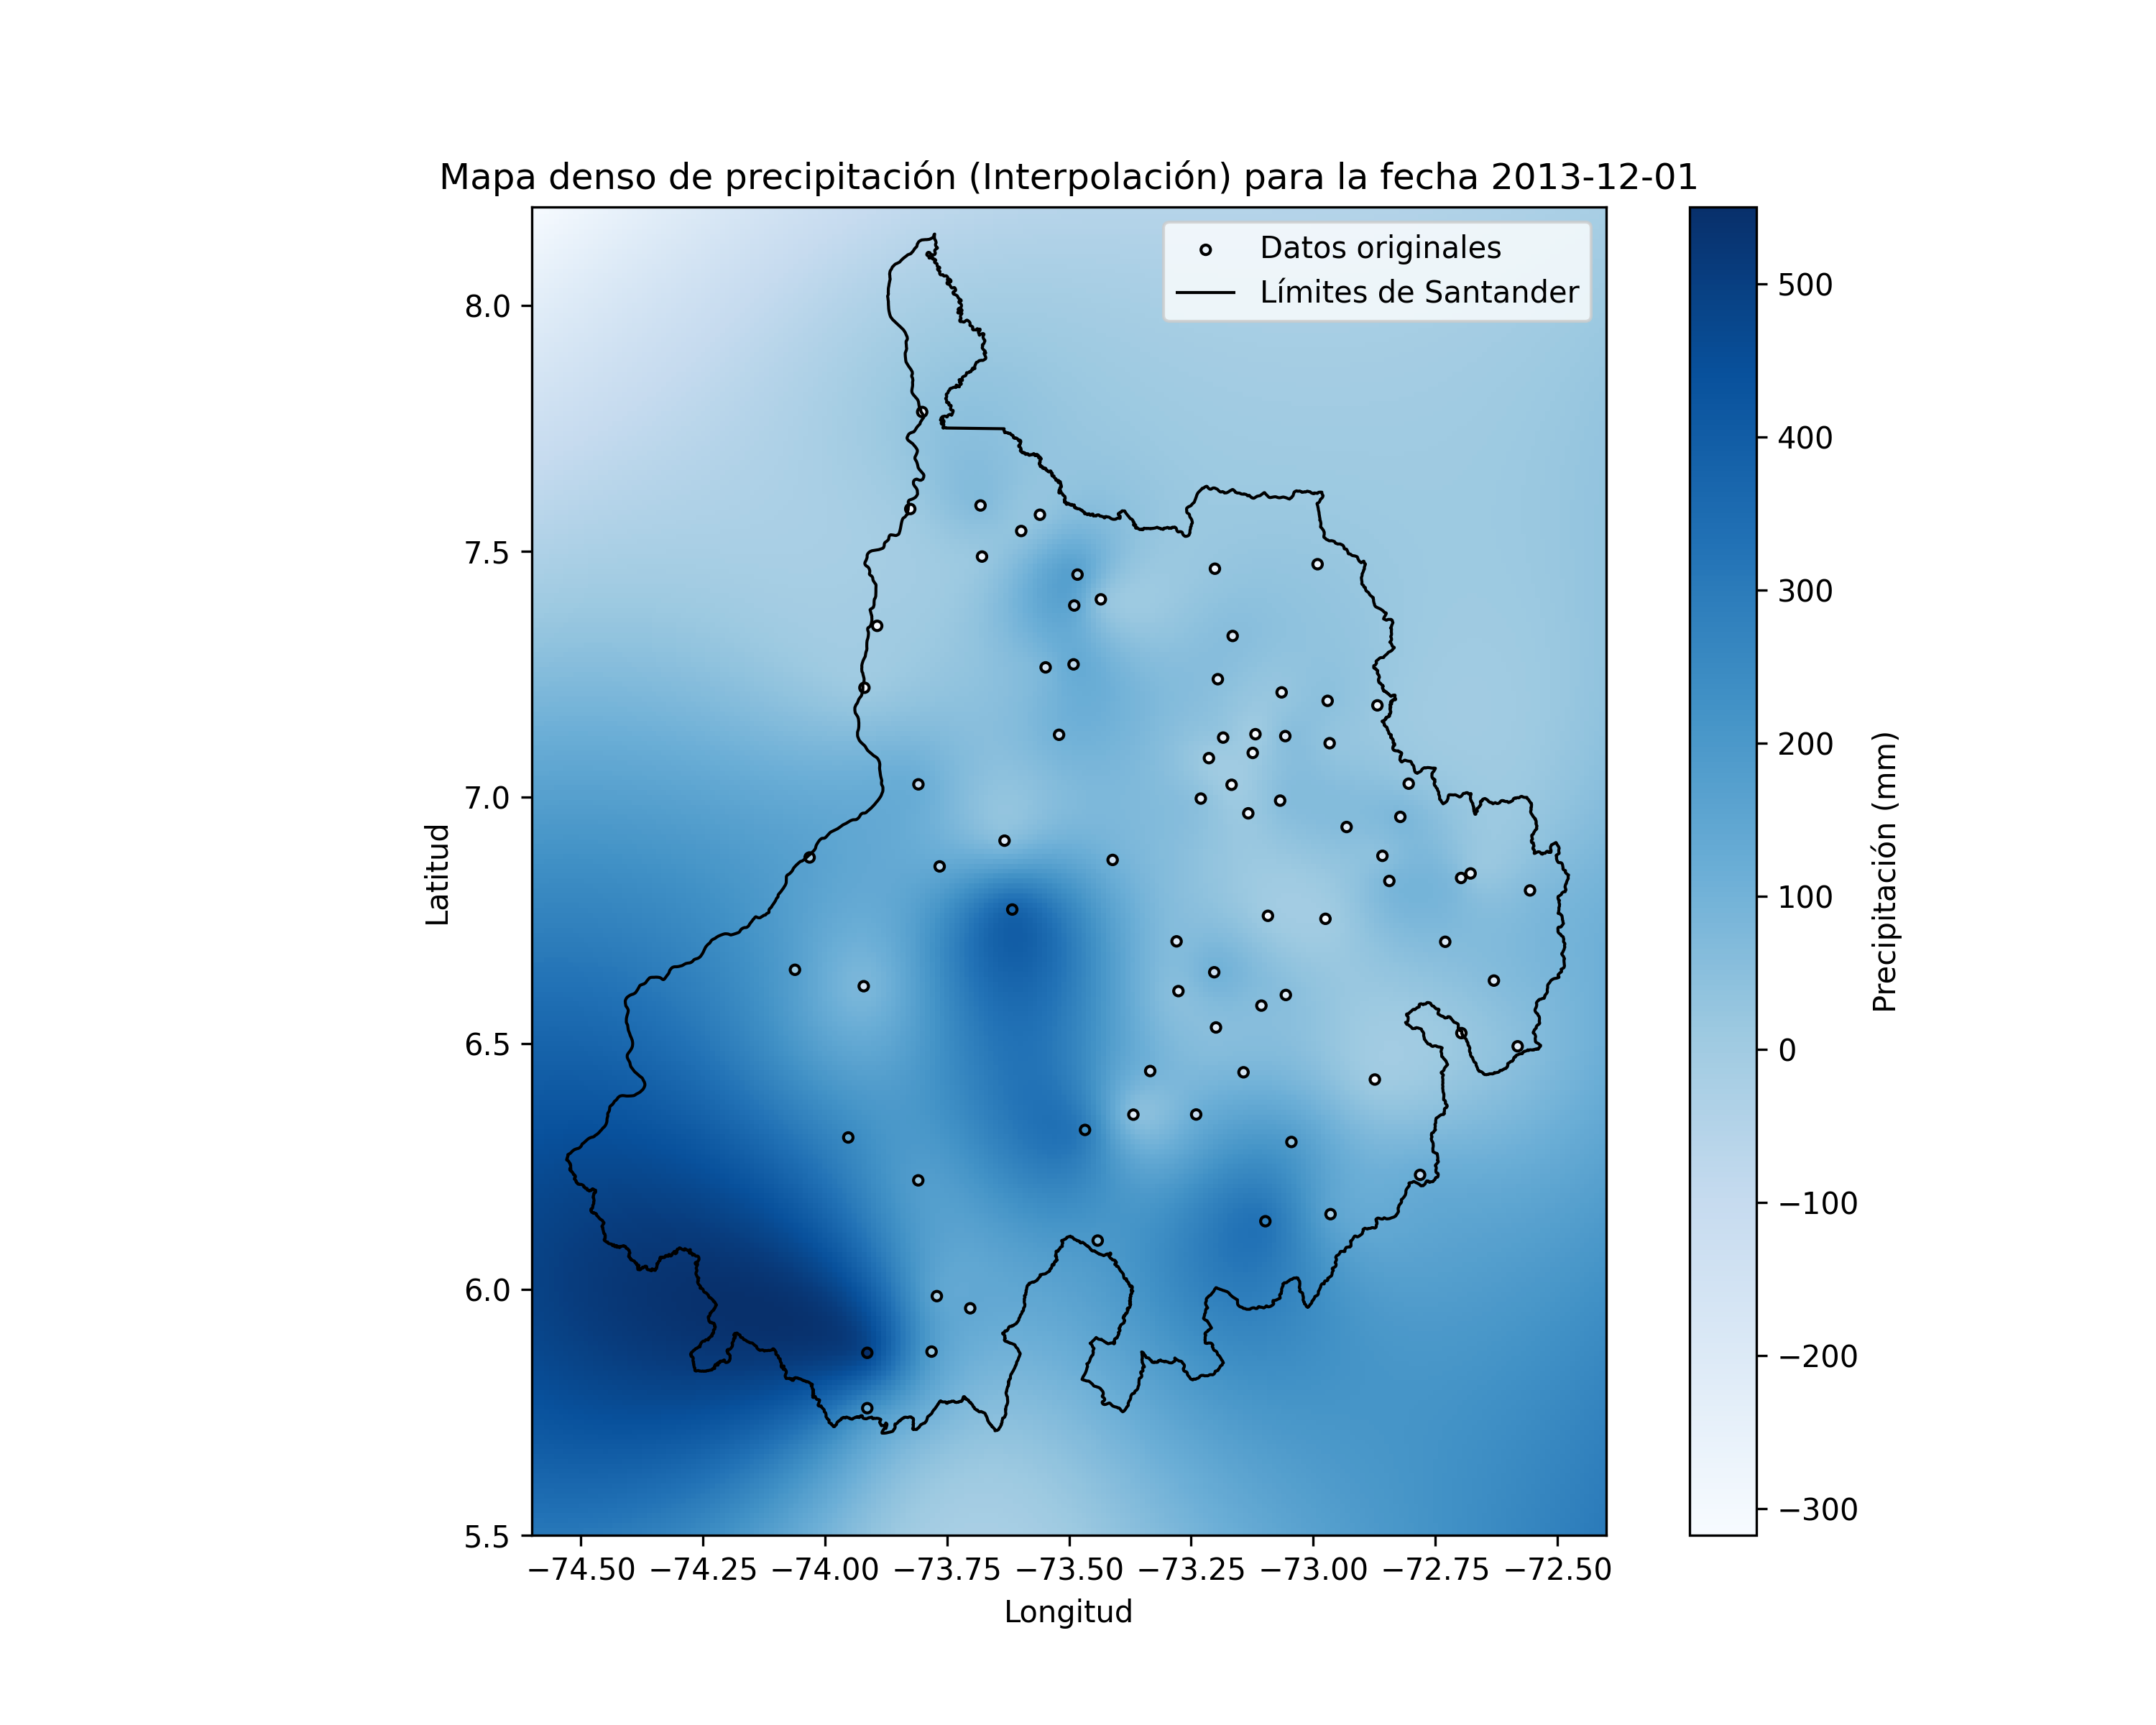 Mapa denso de precipitación (Interpolación) para la fecha 2013-12-01
Datos originales
Límites de Santander
8.0
7.5
7.0
6.5
6.0
5.5
Latitud
−74.50 −74.25 −74.00 −73.75 −73.50 −73.25 −73.00 −72.75 −72.50
Longitud
500
400
300
200
100
0
−100
−200
−300
Precipitación (mm)